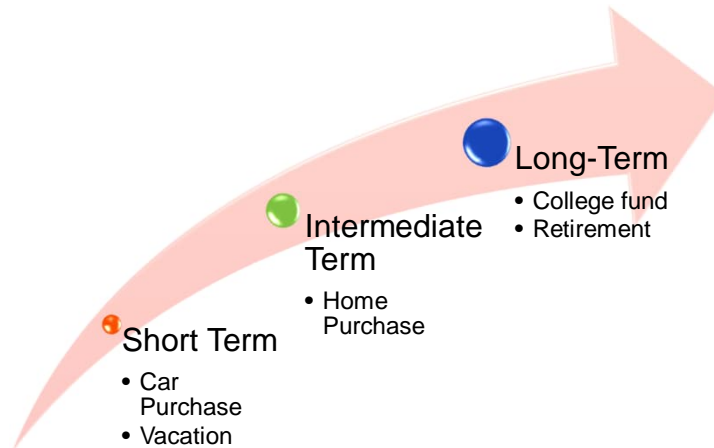 Short Term
• Car
Purchase
• Vacation
Intermediate
Term
• Home
Purchase
Long-Term
• College fund
• Retirement